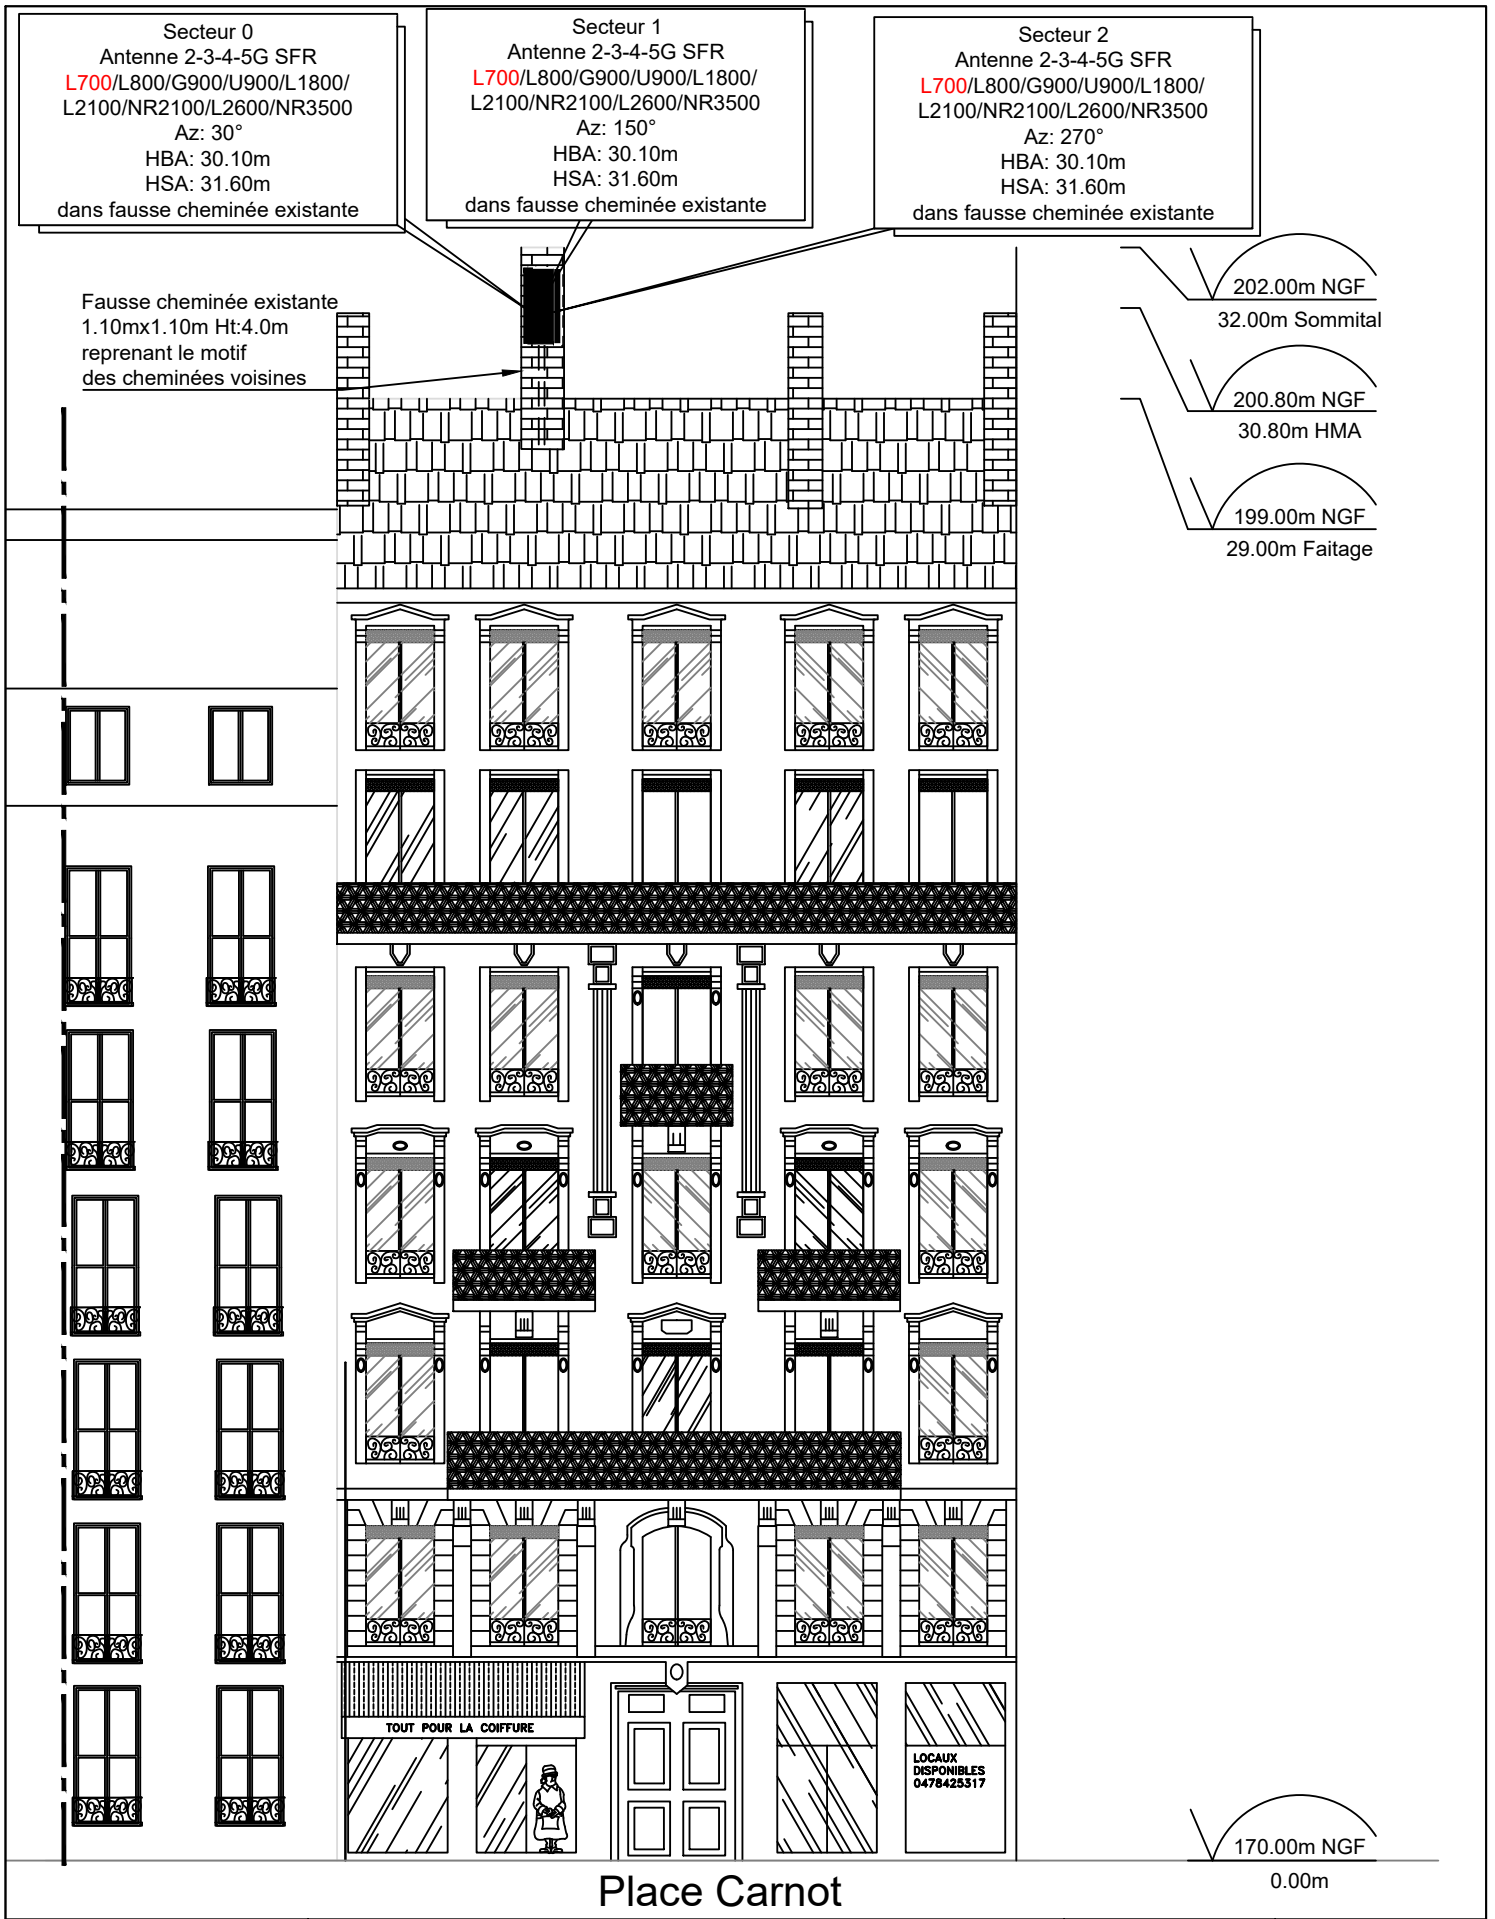 Secteur 0
Antenne 2-3-4-5G SFR
L700/L800/G900/U900/L1800/
L2100/NR2100/L2600/NR3500
Az: 30°
HBA: 30.10m
HSA: 31.60m
dans fausse cheminée existante
Secteur 1
Antenne 2-3-4-5G SFR
L700/L800/G900/U900/L1800/
L2100/NR2100/L2600/NR3500
Az: 150°
HBA: 30.10m
HSA: 31.60m
dans fausse cheminée existante
Secteur 2
Antenne 2-3-4-5G SFR
L700/L800/G900/U900/L1800/
L2100/NR2100/L2600/NR3500
Az: 270°
HBA: 30.10m
HSA: 31.60m
dans fausse cheminée existante
Fausse cheminée existante
1.10mx1.10m Ht:4.0m
reprenant le motif
des cheminées voisines
202.00m NGF
32.00m Sommital
200.80m NGF
30.80m HMA
199.00m NGF
29.00m Faitage
TOUT POUR LA COIFFURE
LOCAUX
DISPONIBLES
0478425317
170.00m NGF
0.00m
Place Carnot